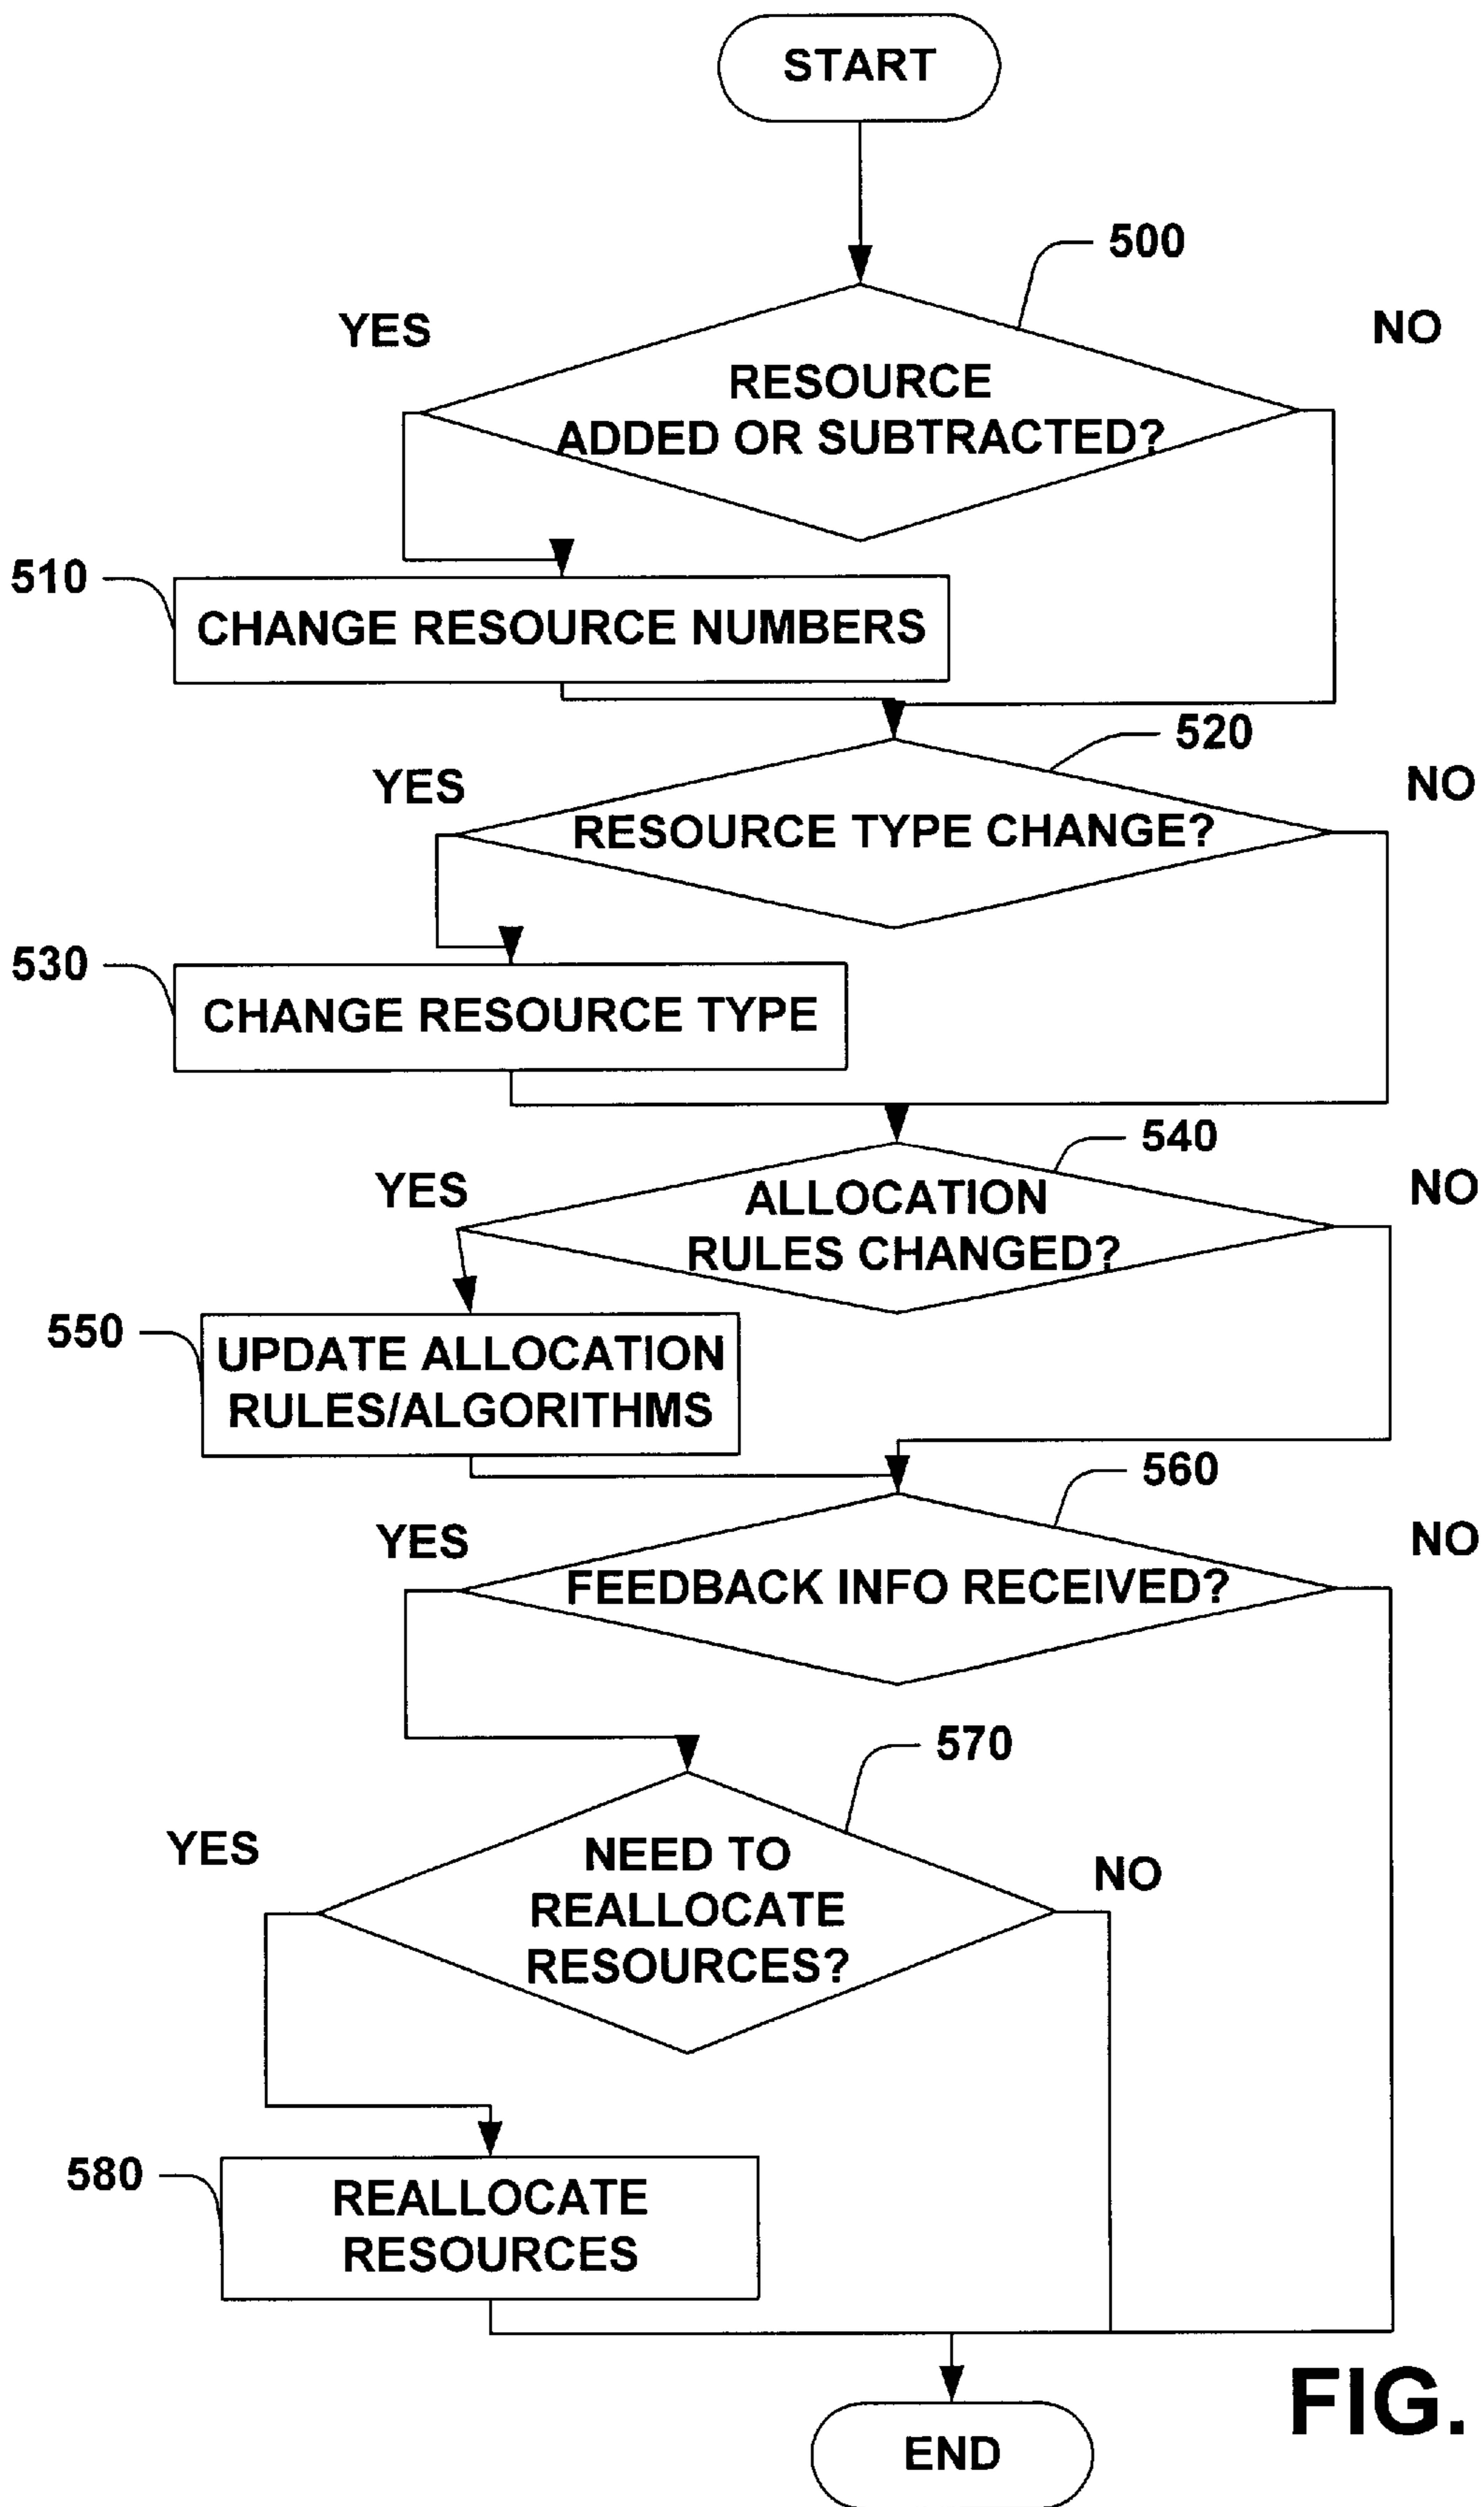 START
500
YES
NO
RESOURCE
ADDED OR SUBTRACTED?
510
CHANGE RESOURCE NUMBERS
520
YES
NO
RESOURCE TYPE CHANGE?
530
CHANGE RESOURCE TYPE
540
YES
NO
ALLOCATION
RULES CHANGED?
550
UPDATE ALLOCATION
RULES/ALGORITHMS
560
YES
NO
FEEDBACK INFO RECEIVED?
570
YES
NO
NEED TO
REALLOCATE
RESOURCES?
580
REALLOCATE
RESOURCES
FIG.
END